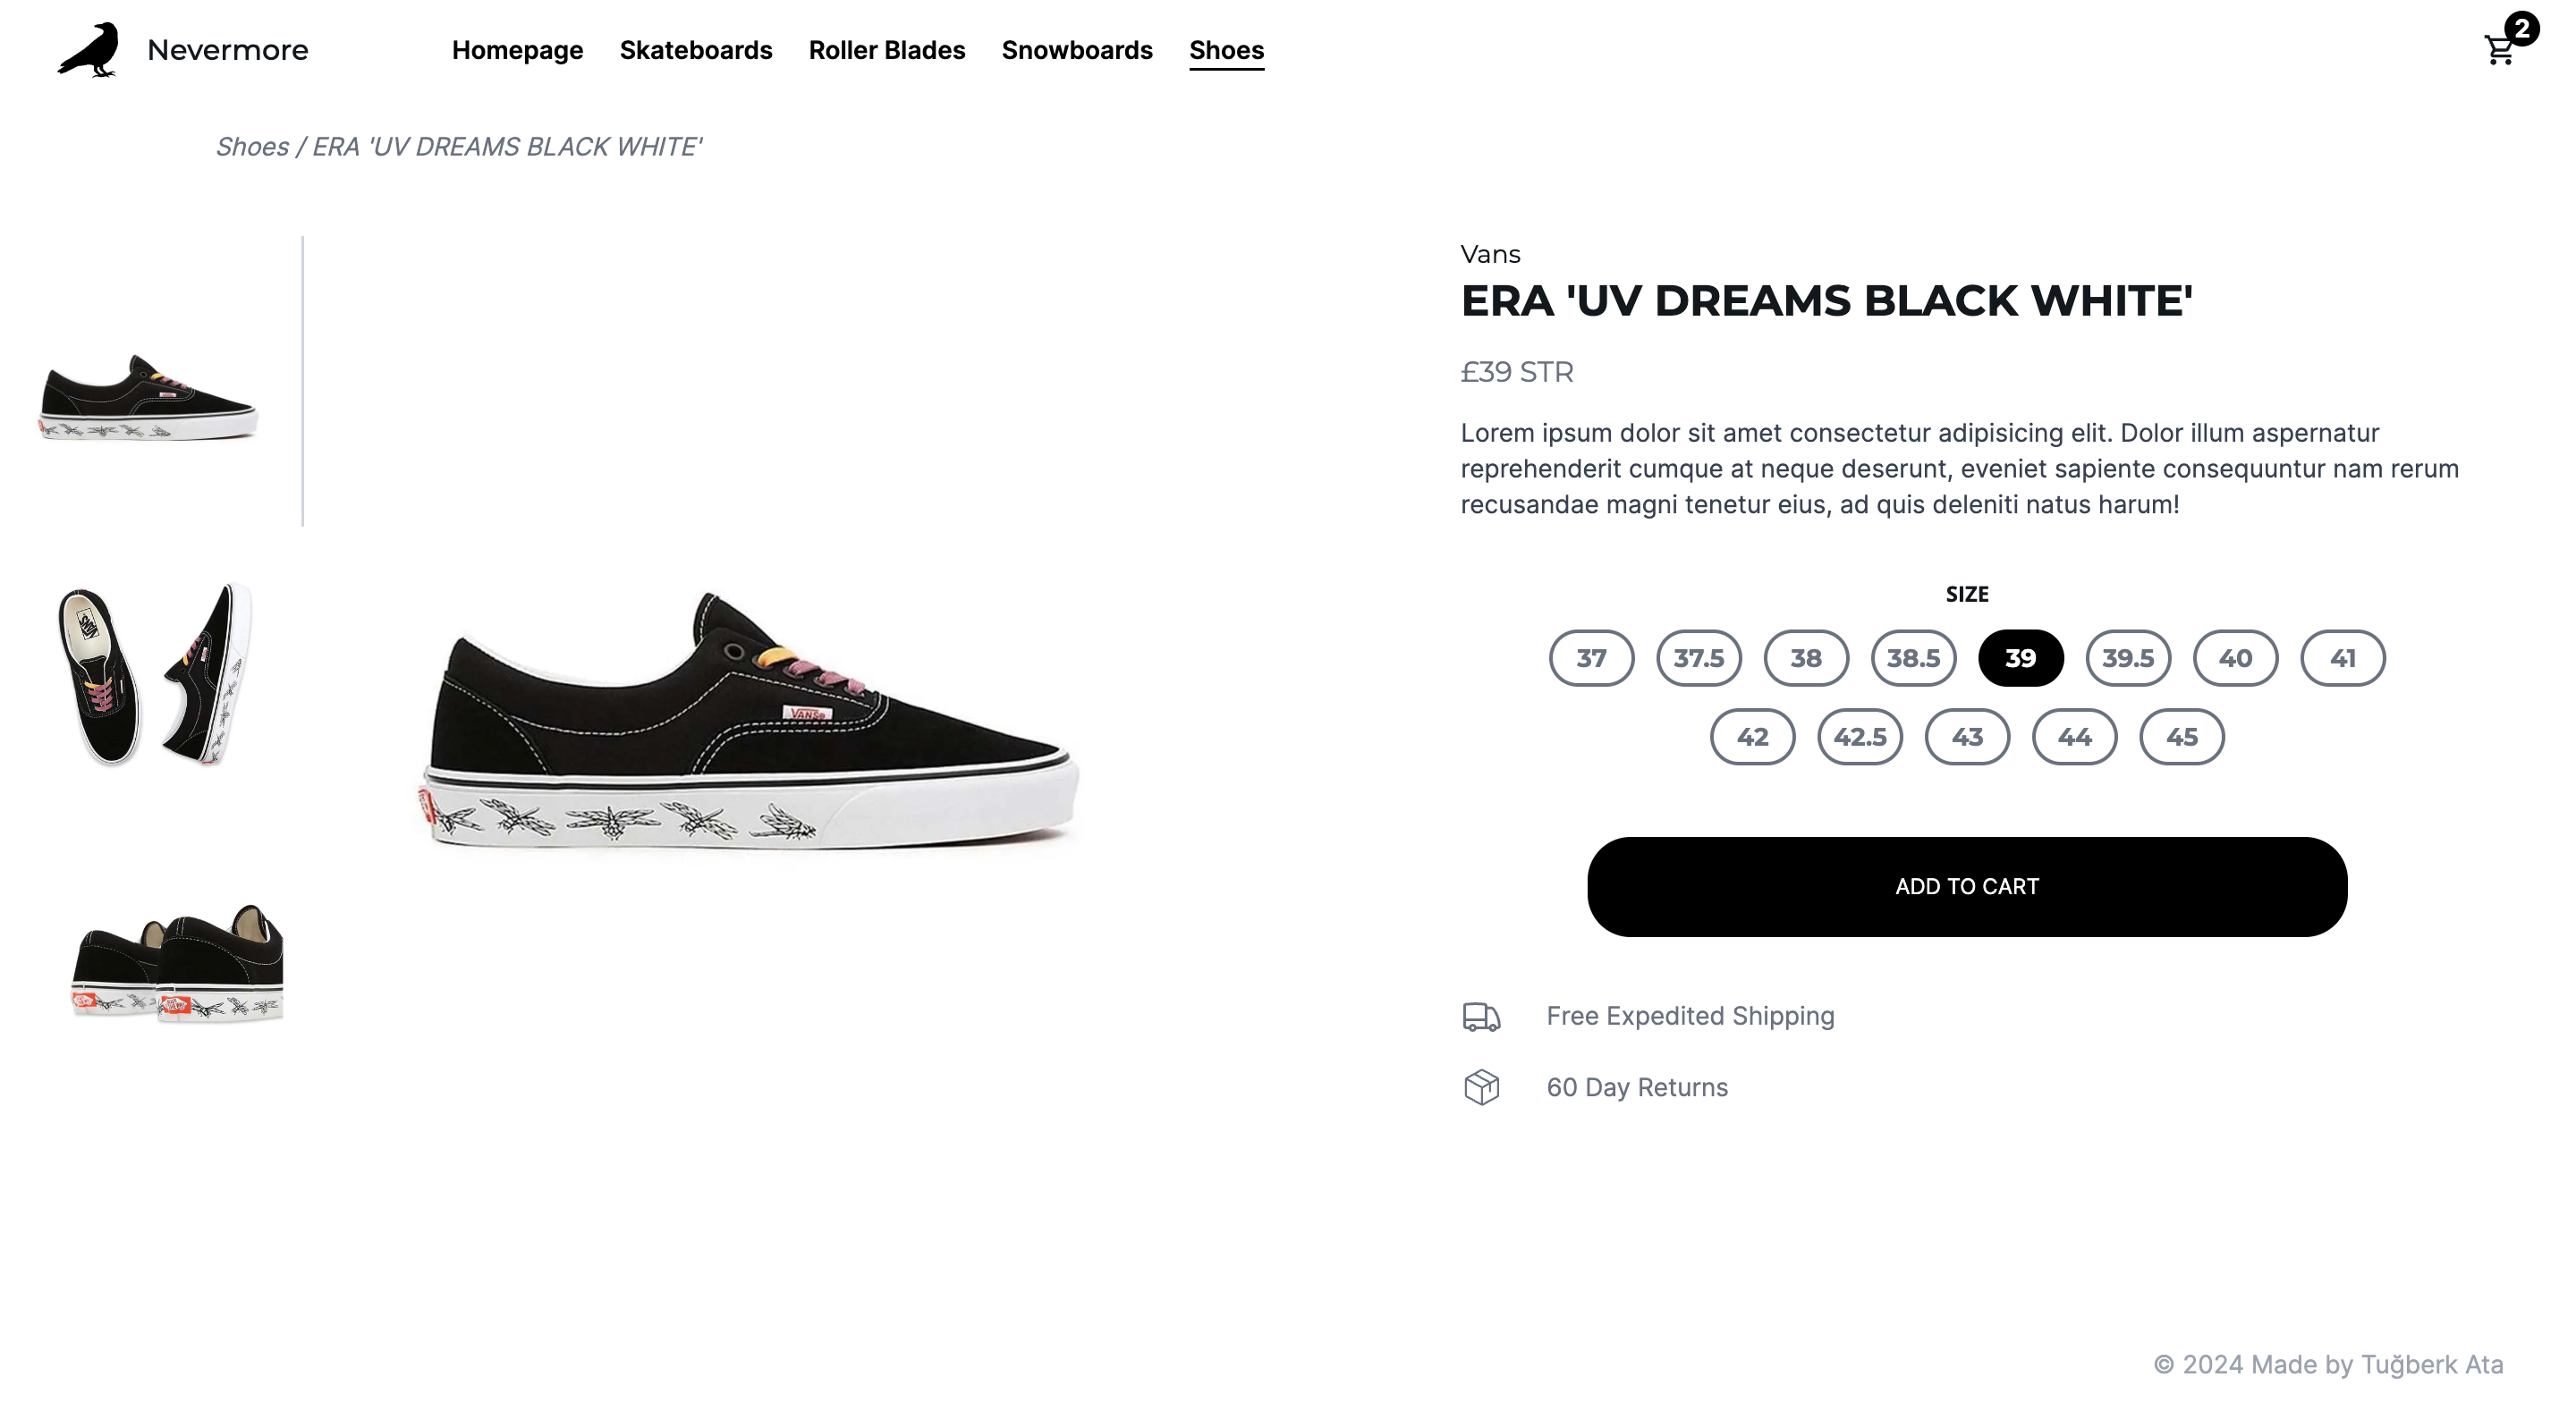 Nevermore
Homepage Skateboards Roller Blades Snowboards Shoes
2
Shoes / ERA 'UV DREAMS BLACK WHITE'
Vans
ERA 'UV DREAMS BLACK WHITE'
£39 STR
Lorem ipsum dolor sit amet consectetur adipisicing elit. Dolor illum aspernatur
reprehenderit cumque at neque deserunt, eveniet sapiente consequuntur nam rerum
recusandae magni tenetur eius, ad quis deleniti natus harum!
SIZE
37 37.5 38 38.5 39 39.5 40 41
42 42.5 43 44 45
VANS
ADD TO CART
Free Expedited Shipping
60 Day Returns
© 2024 Made by Tuğberk Ata